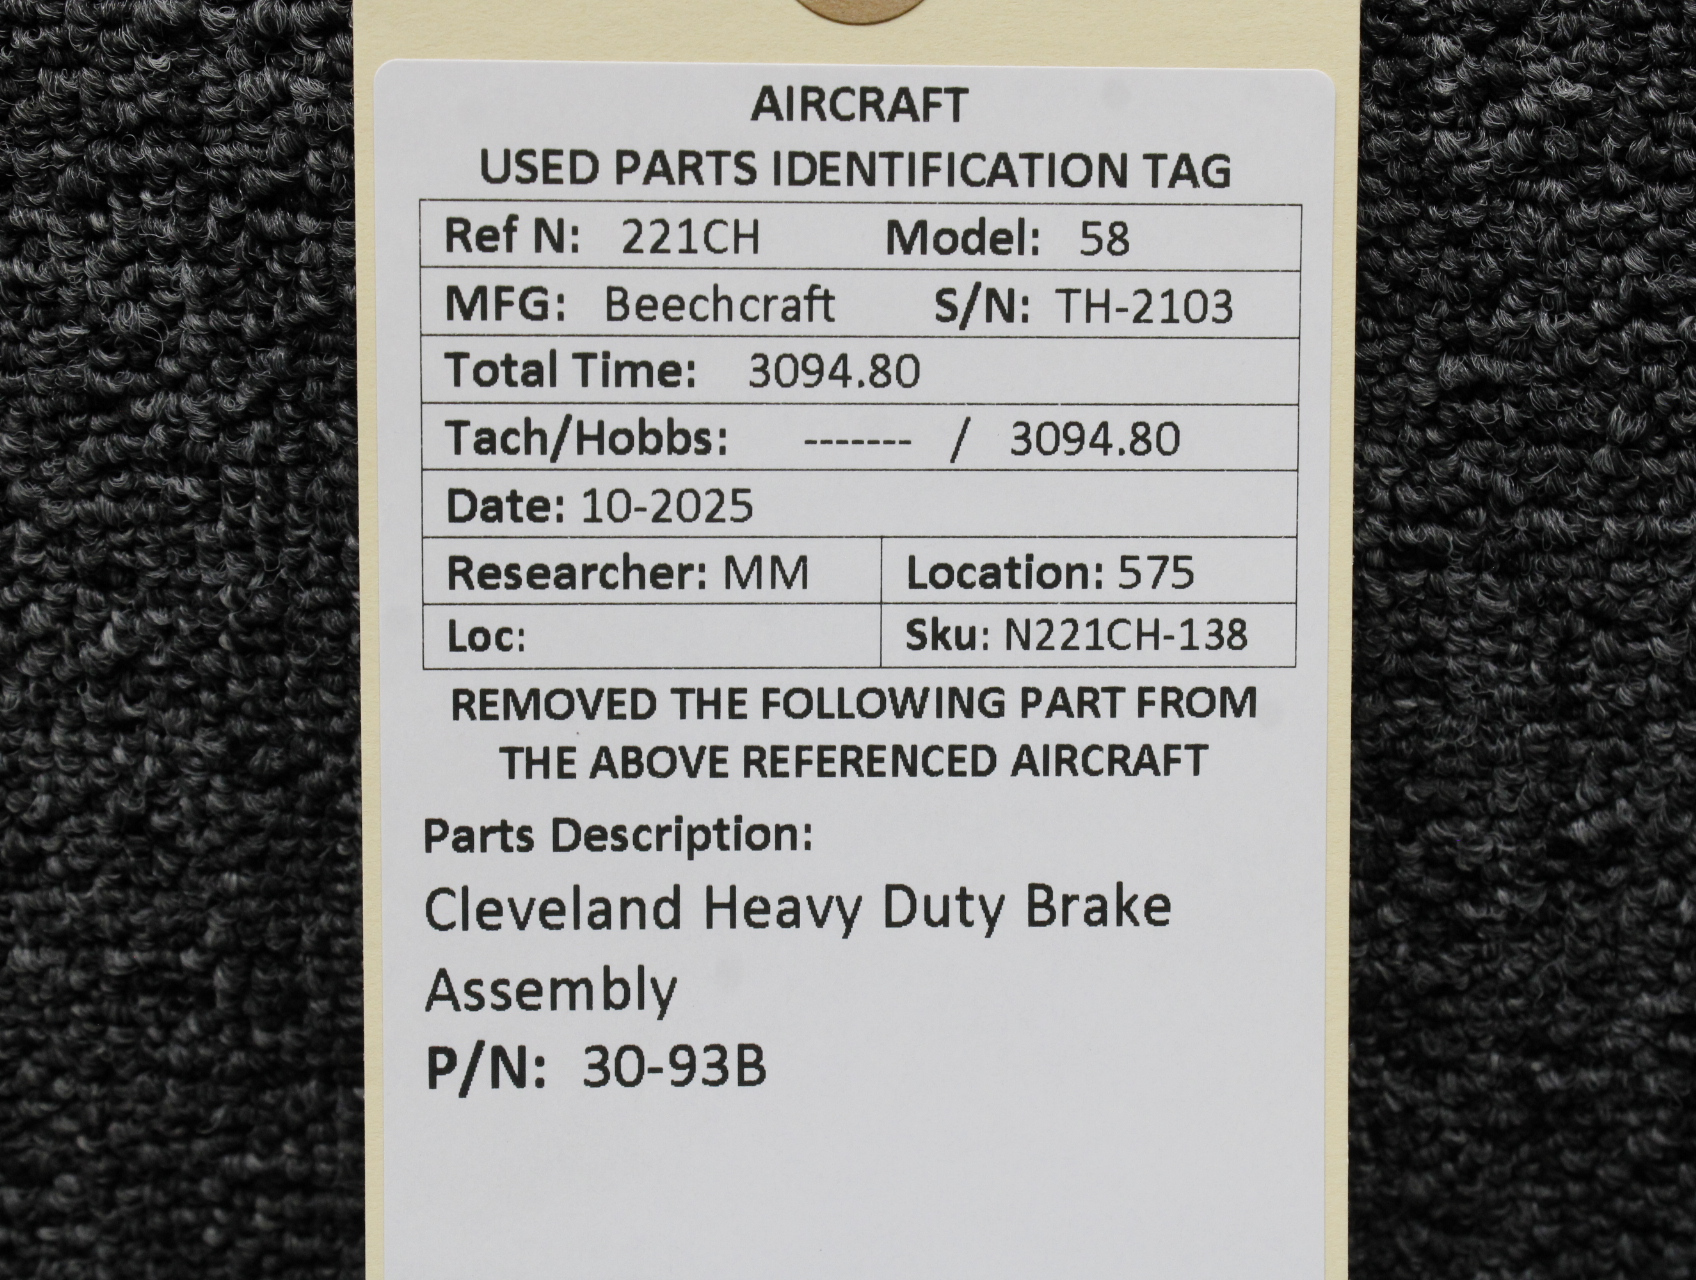 AIRCRAFT
USED PARTS IDENTIFICATION TAG
Ref N: 221CH Model: 58
MFG: Beechcraft S/N: TH-2103
Total Time: 3094.80
Tach/Hobbs: ------- / 3094.80
Date: 10-2025
Researcher: MM Location: 575
Loc: Sku: N221CH-138
REMOVED THE FOLLOWING PART FROM
THE ABOVE REFERENCED AIRCRAFT
Parts Description:
Cleveland Heavy Duty Brake
Assembly
P/N: 30-93B